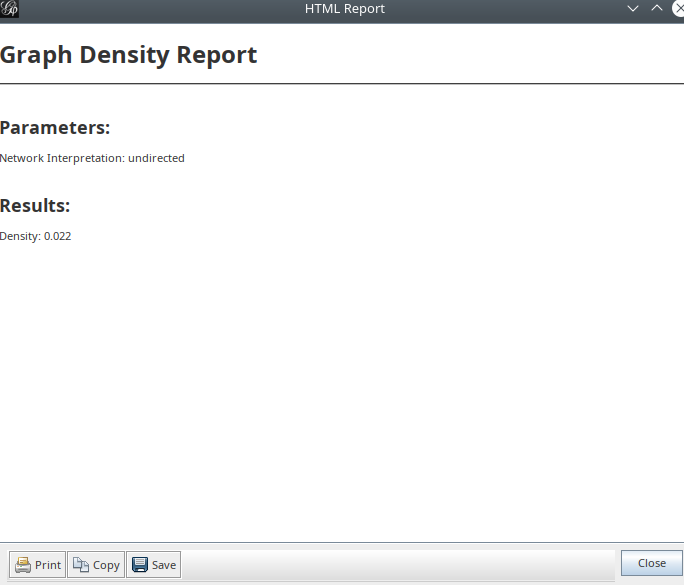 HTML Report
Graph Density Report
Parameters:
Network Interpretation: undirected
Results:
Density: 0.022
Print Copy Save Close